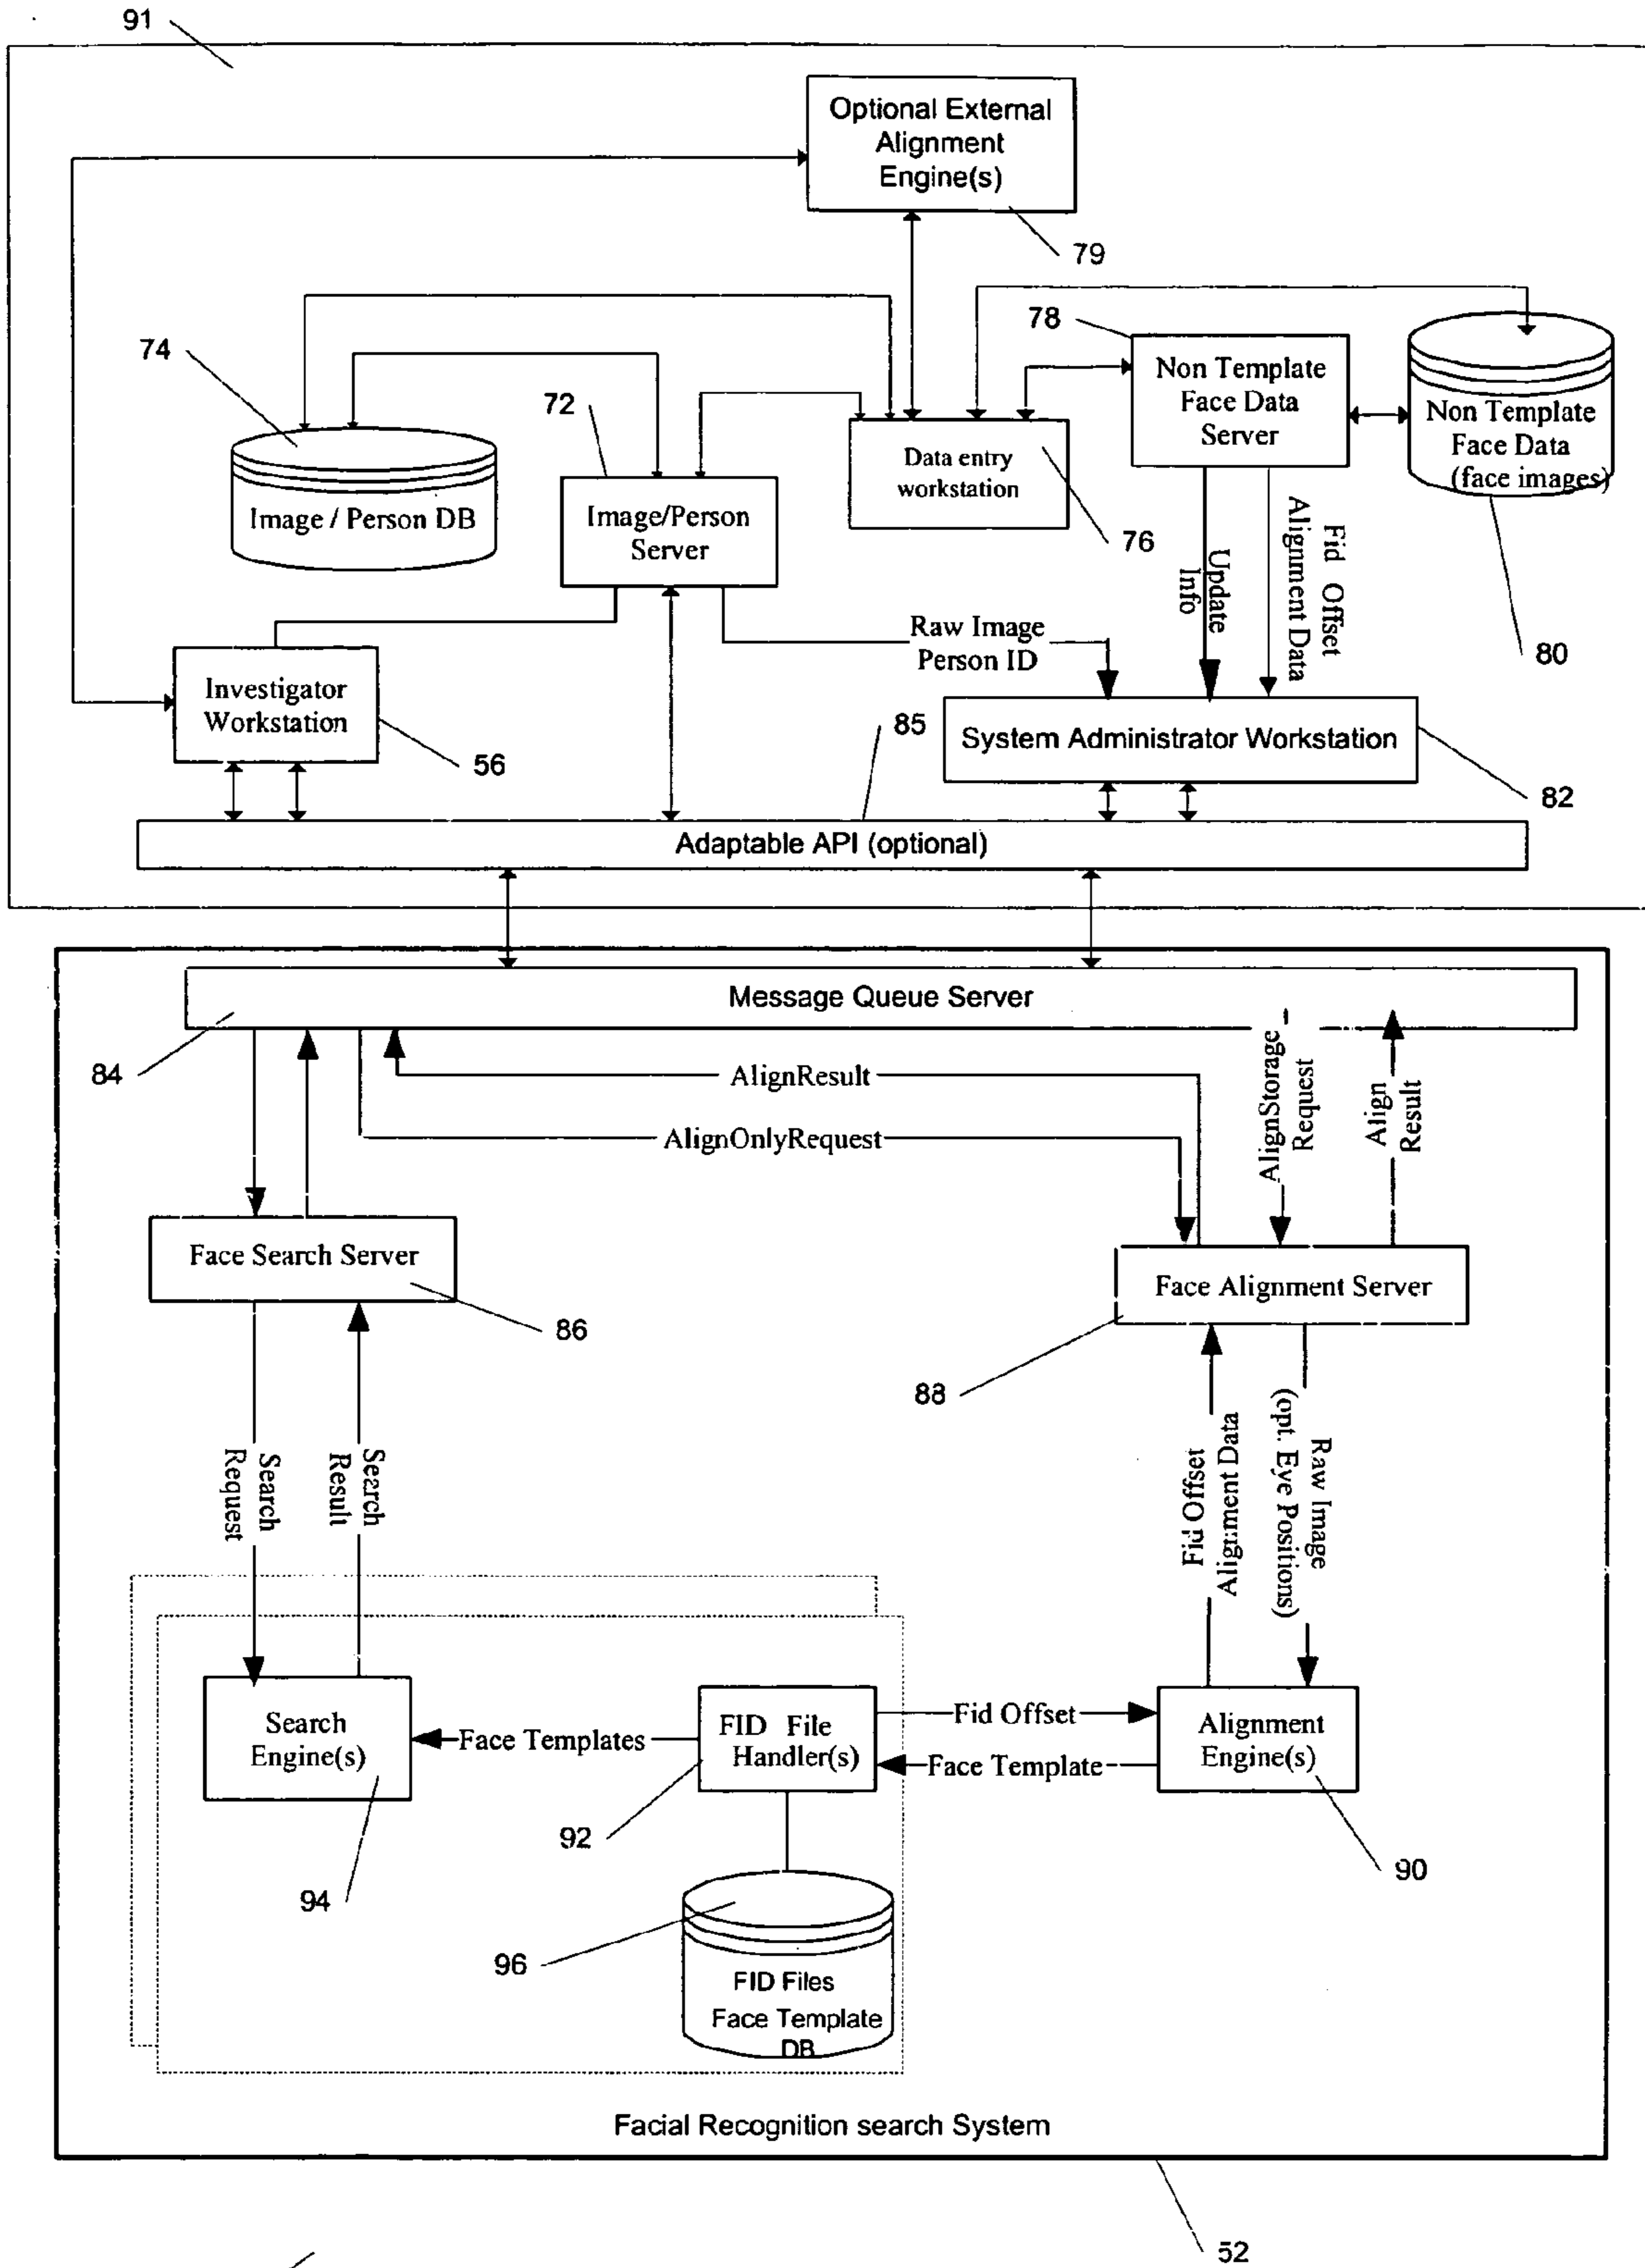 91
Optional External
Alignment
Engine(s)
79
78
74
Non Template
Face Data
Server
Non Template
Face Data
(face images)
72
Data entry
workstation
Image / Person DB
Image/Person
Server
76
Update
Info
Fid Offset
Alignment Data
Raw Image
Person ID
80
Investigator
Workstation
85
System Administrator Workstation
56
82
Adaptable API (optional)
Message Queue Server
84
AlignResult
AlignOnlyRequest
AlignStorage
Request
Align
Result
Face Search Server
Face Alignment Server
86
88
Search
Request
Search
Result
Fid Offset
Alignment Data
Raw Image
(opt. Eye Positions)
Search
Engine(s)
Face Templates
FID File
Handler(s)
Fid Offset
Face Template
Alignment
Engine(s)
92
90
94
96
FID Files
Face Template
DB
Facial Recognition search System
52